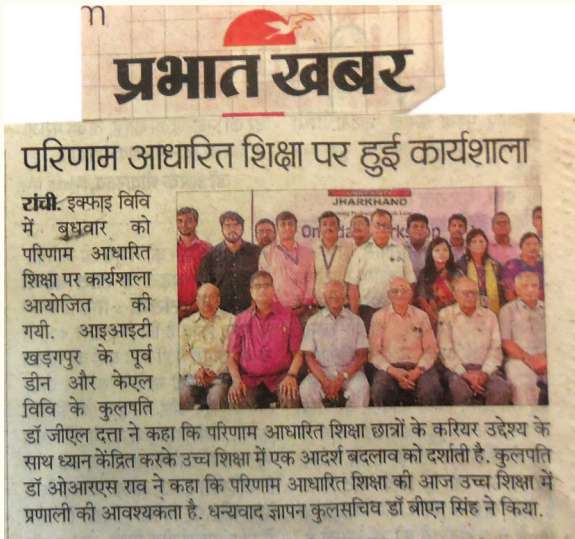 प्रभात खबर
परिणाम आधारित शिक्षा पर हुई कार्यशाला
रांची. इक्फाइ विवि
में बुधवार को
परिणाम आधारित
शिक्षा पर कार्यशाला
आयोजित की
गयी. आइआइटी
खड़गपुर के पूर्व
डीन और केएल
विवि के कुलपति
JHARKHAND
डॉ जीएल दत्ता ने कहा कि परिणाम आधारित शिक्षा छात्रों के करियर उद्देश्य के
साथ ध्यान केंद्रित करके उच्च शिक्षा में एक आदर्श बदलाव को दर्शाती है. कुलपति
डॉ ओआरएस राव ने कहा कि परिणाम आधारित शिक्षा की आज उच्च शिक्षा में
प्रणाली की आवश्यकता है. धन्यवाद ज्ञापन कुलसचिव डॉ बीएन सिंह ने किया.